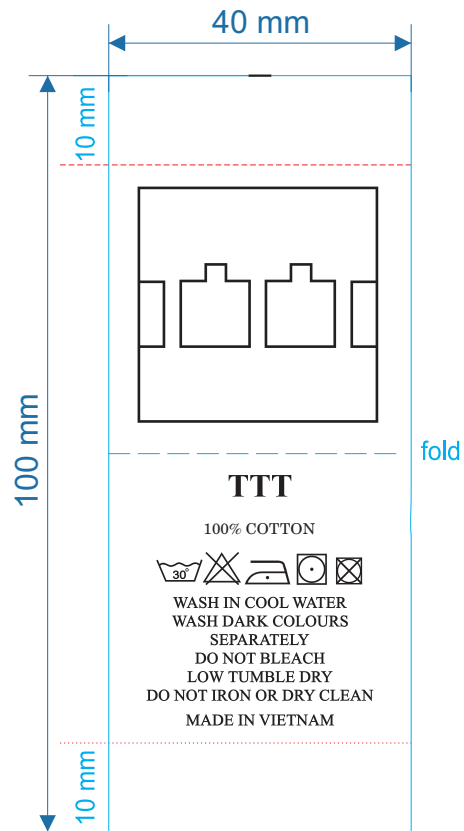 40 mm
10 mm
100 mm
fold
TTT
100% COTTON
30°
WASH IN COOL WATER
WASH DARK COLOURS
SEPARATELY
DO NOT BLEACH
LOW TUMBLE DRY
DO NOT IRON OR DRY CLEAN
MADE IN VIETNAM
10 mm